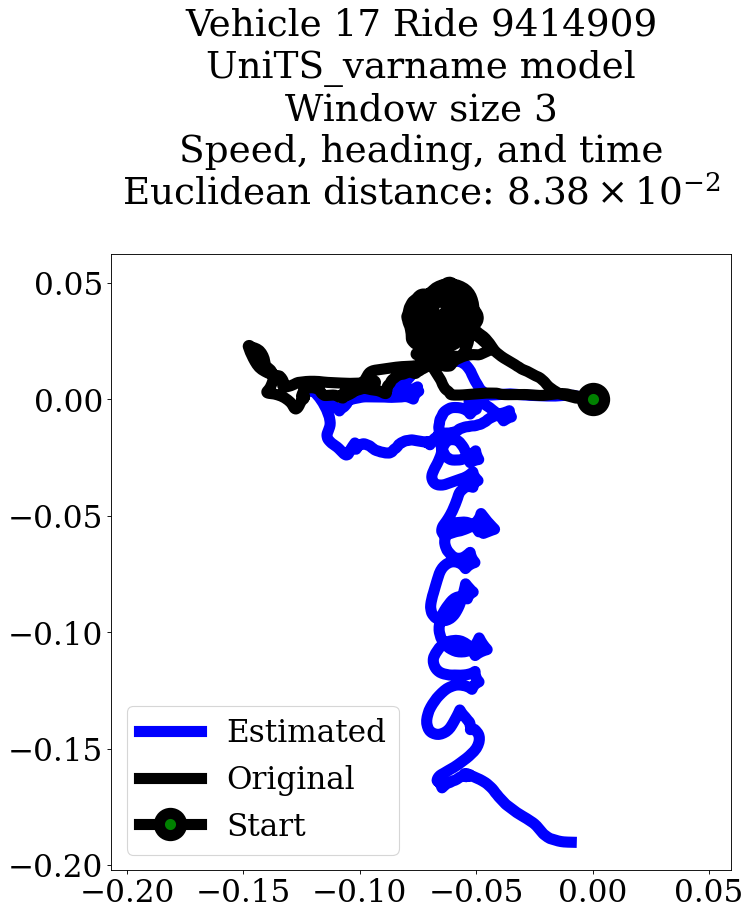 Vehicle 17 Ride 9414909
UniTS_varname model
Window size 3
Speed, heading, and time
Euclidean distance: 8.38 × 10⁻²
0.05
0.00
−0.05
−0.10
−0.15
−0.20
Estimated
Original
Start
−0.20 −0.15 −0.10 −0.05 0.00 0.05